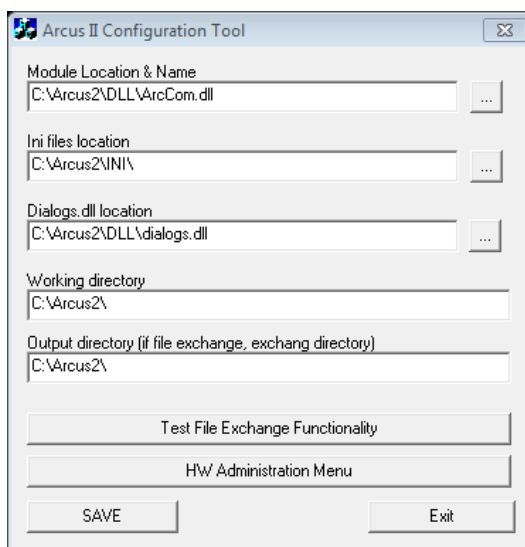 Arcus II Configuration Tool
Module Location & Name
C:\Arcus2\DLL\ArcCom.dll
...
Ini files location
C:\Arcus2\INI\
...
Dialogs.dll location
C:\Arcus2\DLL\dialogs.dll
...
Working directory
C:\Arcus2\
Output directory (if file exchange, exchang directory)
C:\Arcus2\
Test File Exchange Functionality
HW Administration Menu
SAVE
Exit